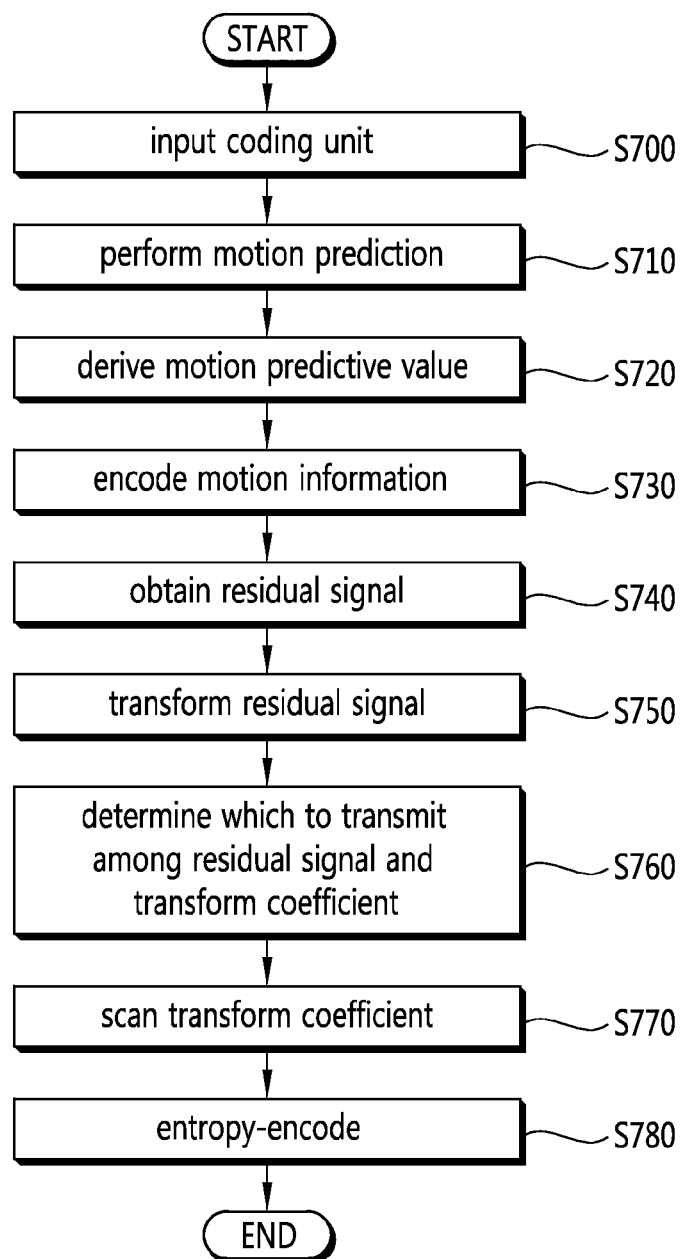 START
input coding unit
S700
perform motion prediction
S710
derive motion predictive value
S720
encode motion information
S730
obtain residual signal
S740
transform residual signal
S750
determine which to transmit
among residual signal and
transform coefficient
S760
scan transform coefficient
S770
entropy-encode
S780
END